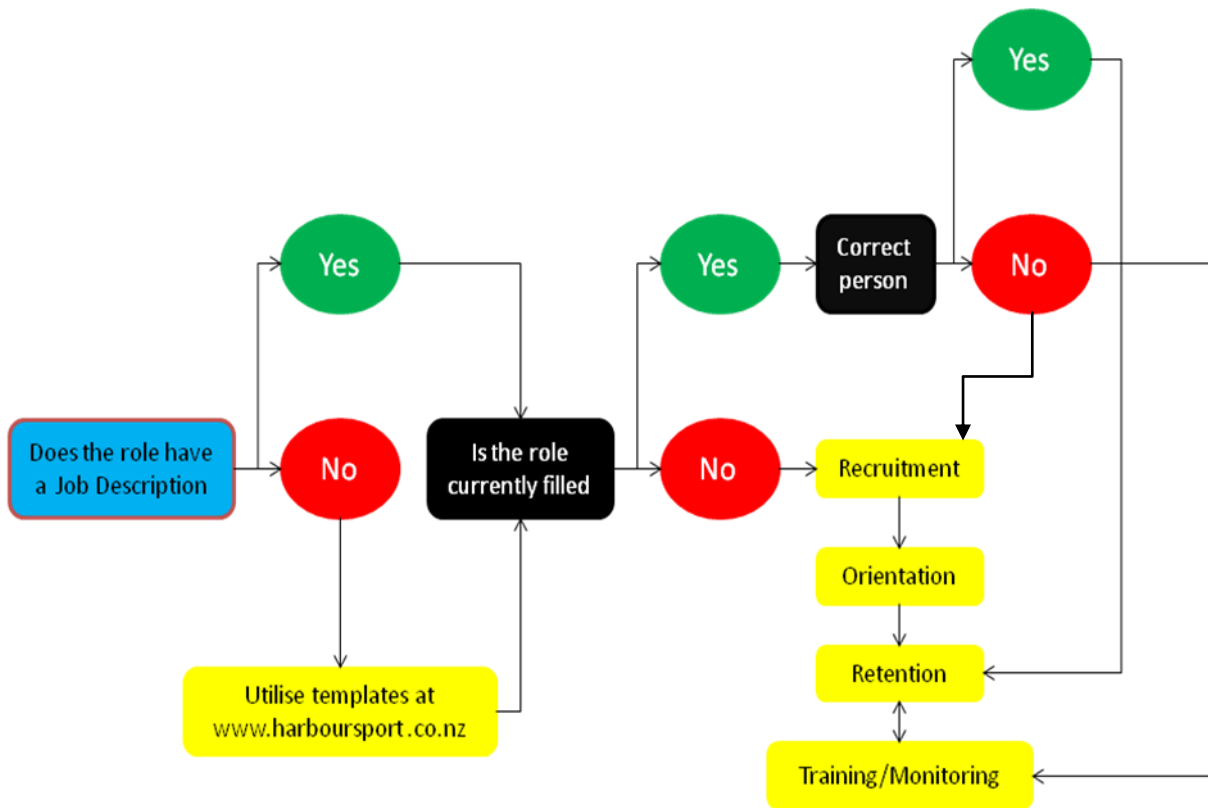 Yes
Yes
Yes
Correct
person
No
Does the role have
a Job Description
No
Is the role
currently filled
No
Recruitment
Orientation
Retention
Utilise templates at
www.harboursport.co.nz
Training/Monitoring